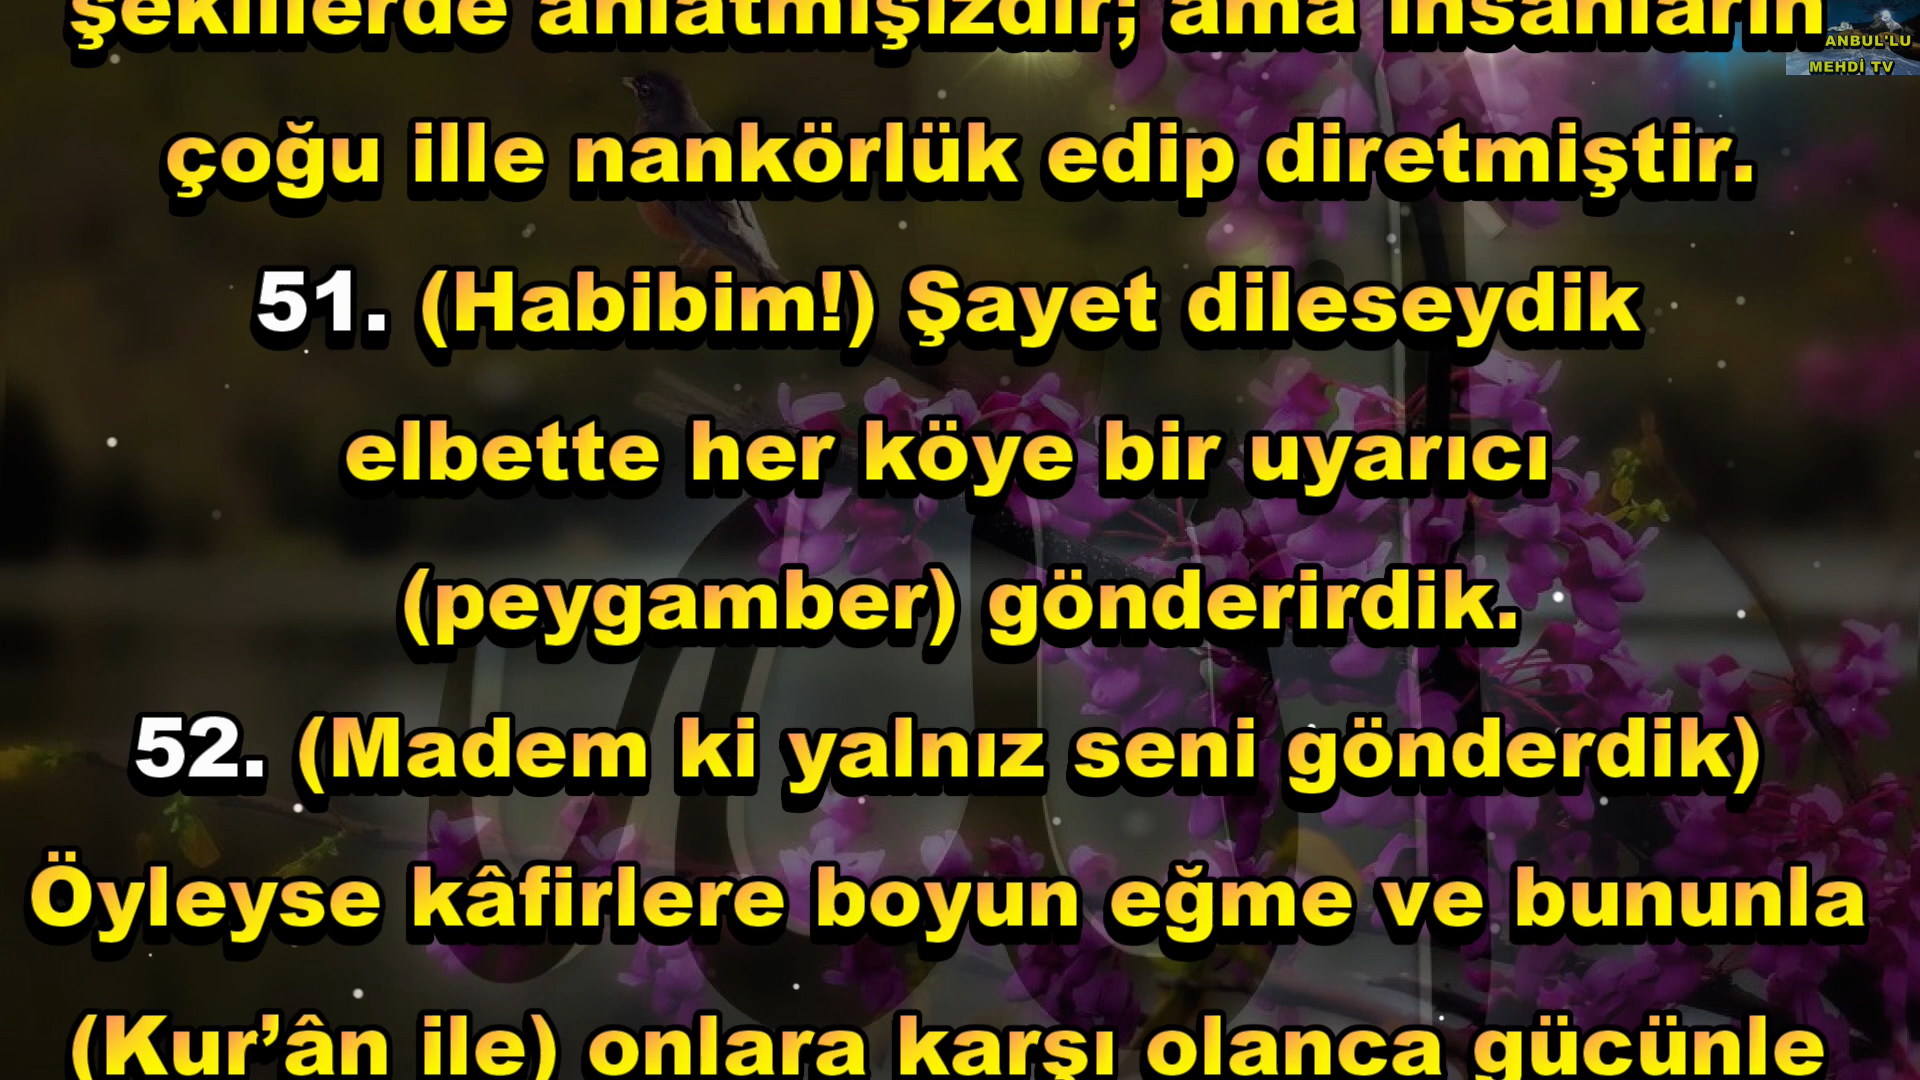 şekillerde anlatmışızdır; ama insanların
ANBUL'LU
MEHDİ TV
çoğu ille nankörlük edip diretmiştir.
51. (Habibim!) Şayet dileseydik
elbette her köye bir uyarıcı
(peygamber) gönderirdik.
52. (Madem ki yalnız seni gönderdik)
Öyleyse kâfirlere boyun eğme ve bununla
(Kur’ân ile) onlara karşı olanca gücünle